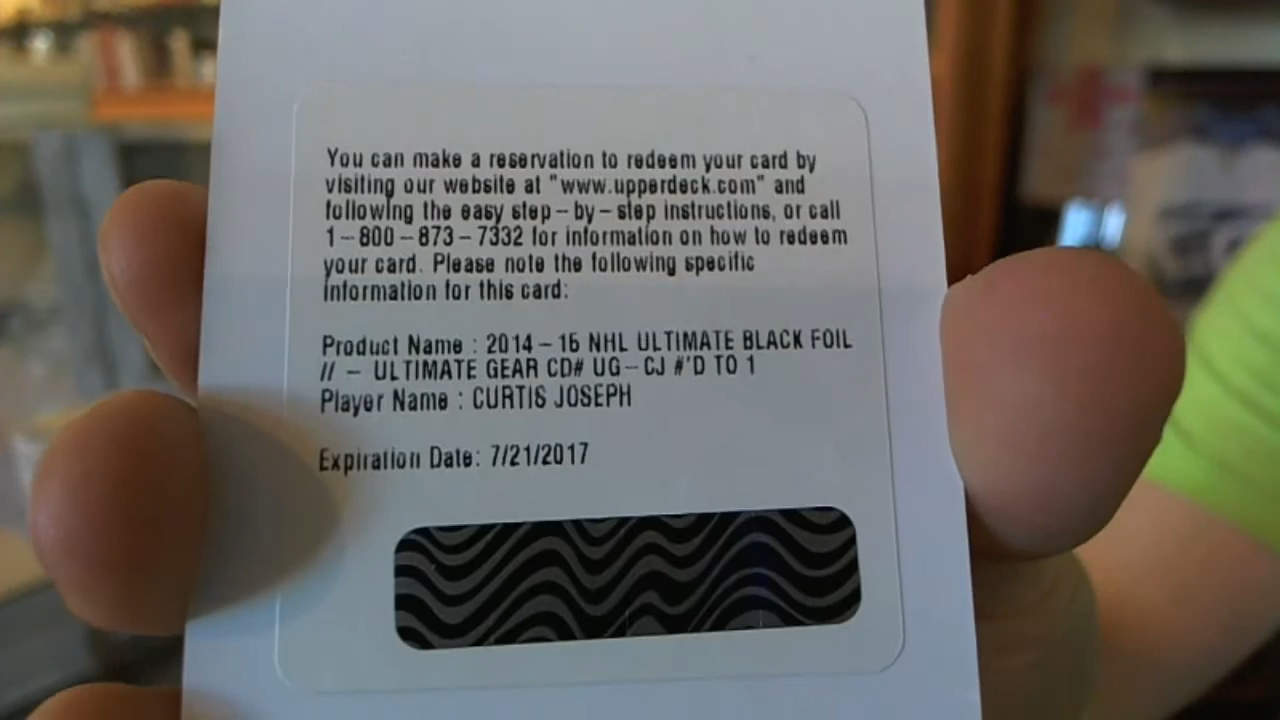 You can make a reservation to redeem your card by
visiting our website at "www.upperdeck.com" and
following the easy step-by-step instructions, or call
1-800-873-7332 for information on how to redeem
your card. Please note the following specific
information for this card:
Product Name : 2014-15 NHL ULTIMATE BLACK FOIL
// - ULTIMATE GEAR CD# UG-CJ #'D TO 1
Player Name : CURTIS JOSEPH
Expiration Date: 7/21/2017